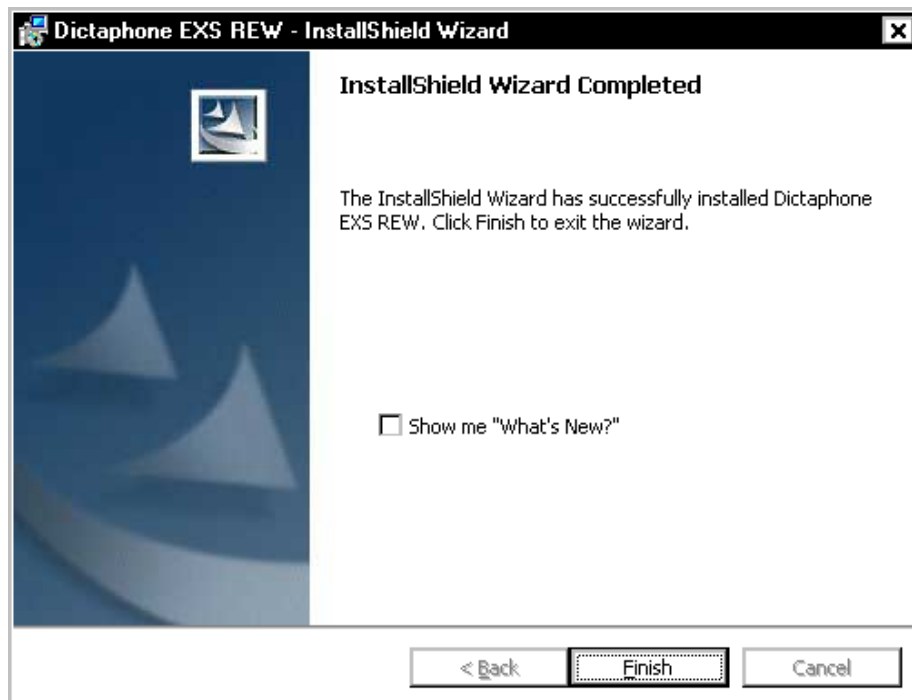 Dictaphone EXS REW - InstallShield Wizard
InstallShield Wizard Completed
The InstallShield Wizard has successfully installed Dictaphone
EXS REW. Click Finish to exit the wizard.
Show me "What's New?"
< Back
Finish
Cancel